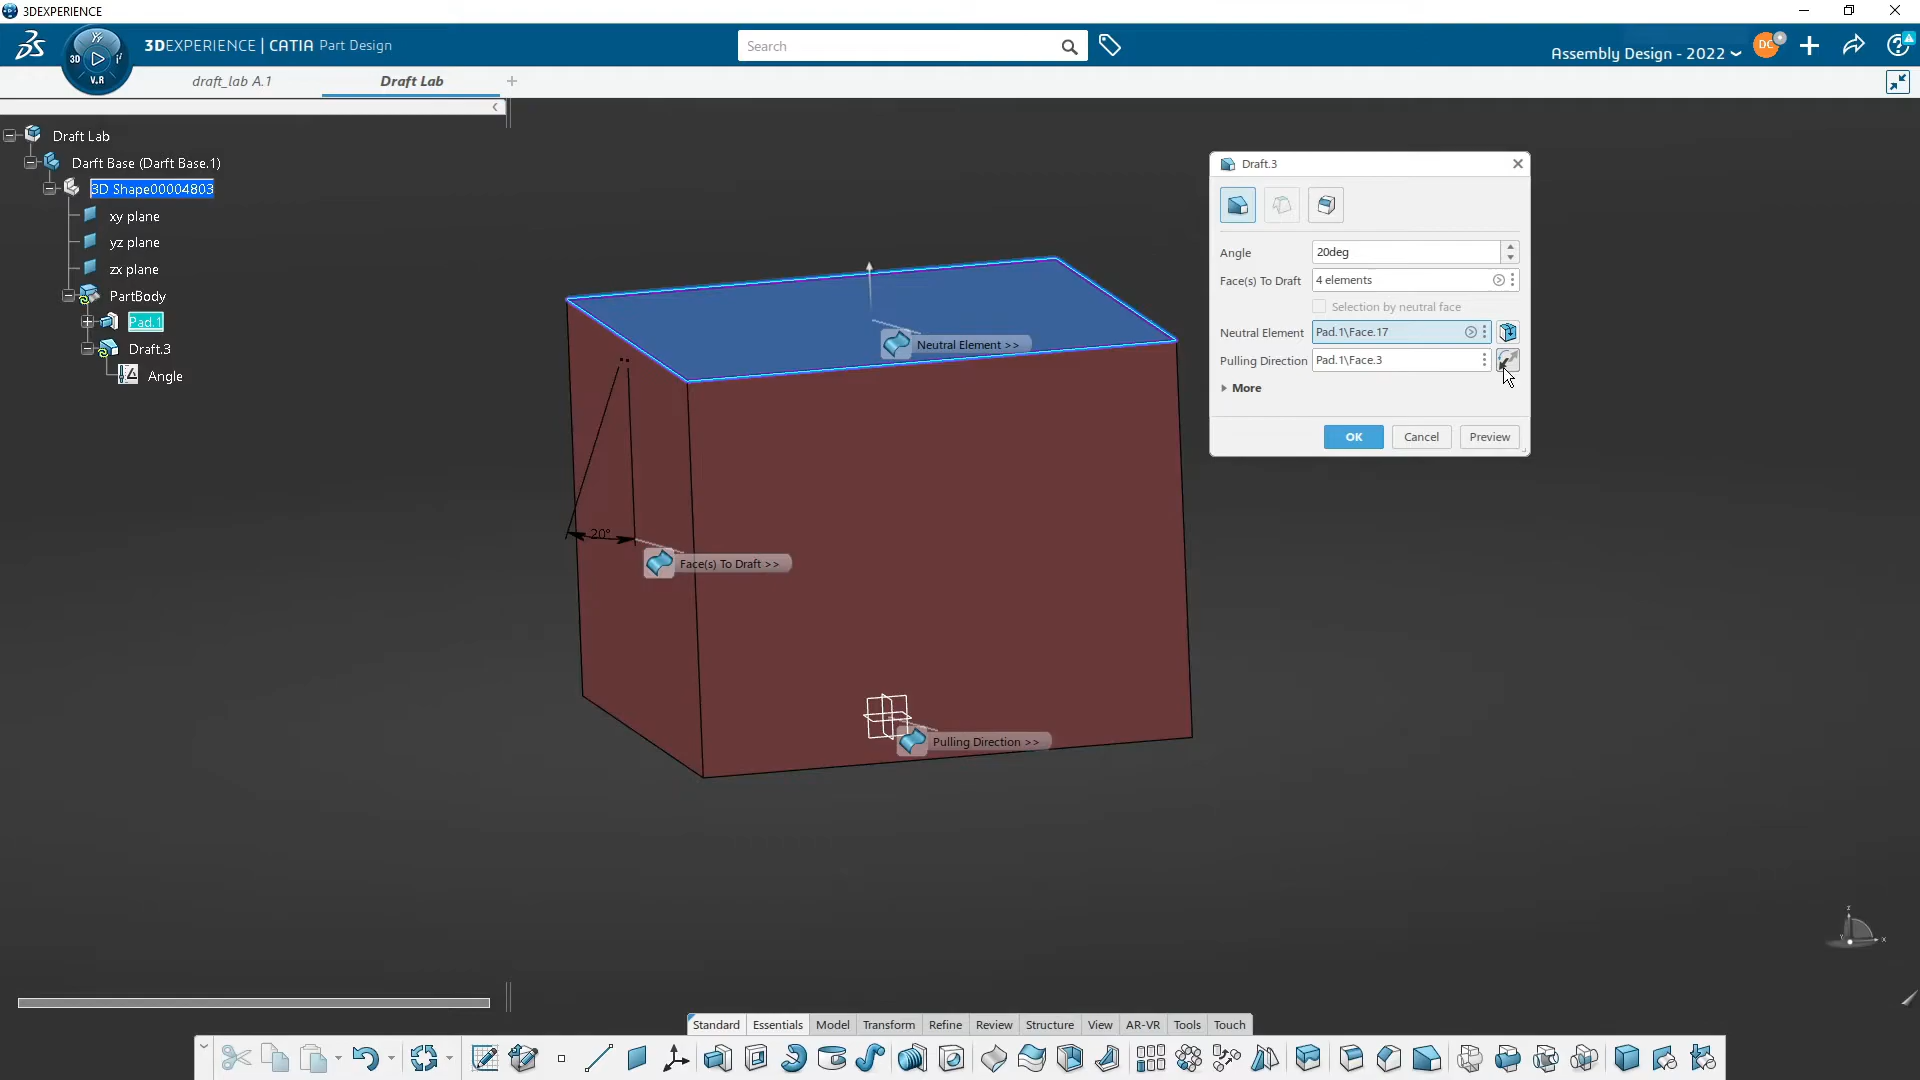 3DEXPERIENCE
3DEXPERIENCE | CATIA Part Design
3D
V.R
Search
Assembly Design - 2022
DC
draft_lab A.1
Draft Lab
Draft Lab
Darft Base (Darft Base.1)
3D Shape00004803
xy plane
yz plane
zx plane
PartBody
Pad.1
Draft.3
Angle
Neutral Element >>
20°
Face(s) To Draft >>
Pulling Direction >>
Draft.3
Angle 20deg
Face(s) To Draft 4 elements
Selection by neutral face
Neutral Element Pad.1\Face.17
Pulling Direction Pad.1\Face.3
More
OK Cancel Preview
Z
Y X
Standard Essentials Model Transform Refine Review Structure View AR-VR Tools Touch